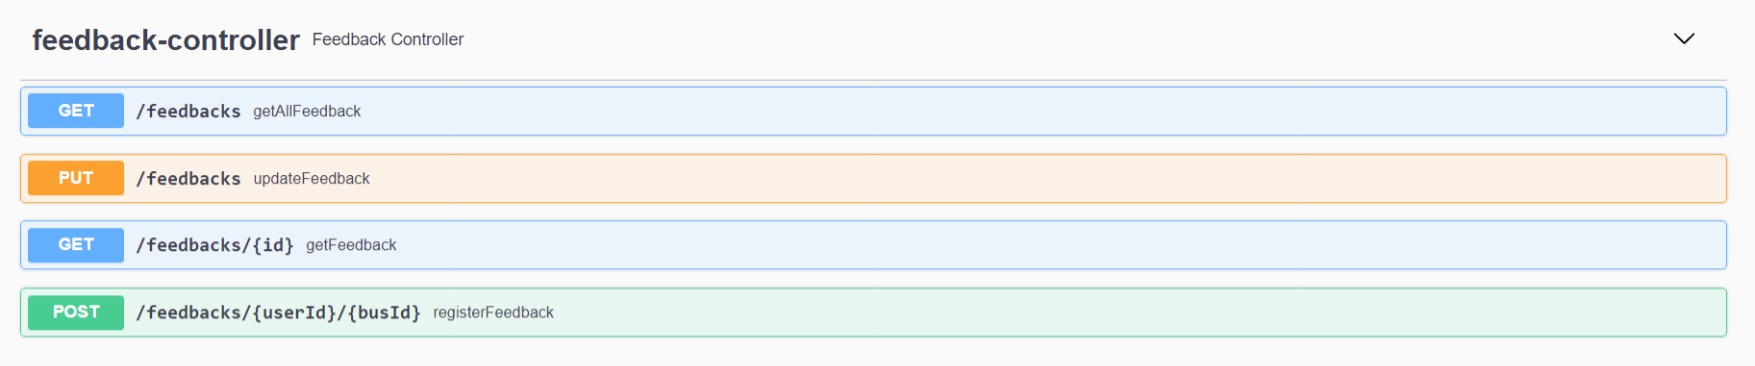 feedback-controller Feedback Controller
GET /feedbacks getAllFeedback
PUT /feedbacks updateFeedback
GET /feedbacks/{id} getFeedback
POST /feedbacks/{userId}/{busId} registerFeedback